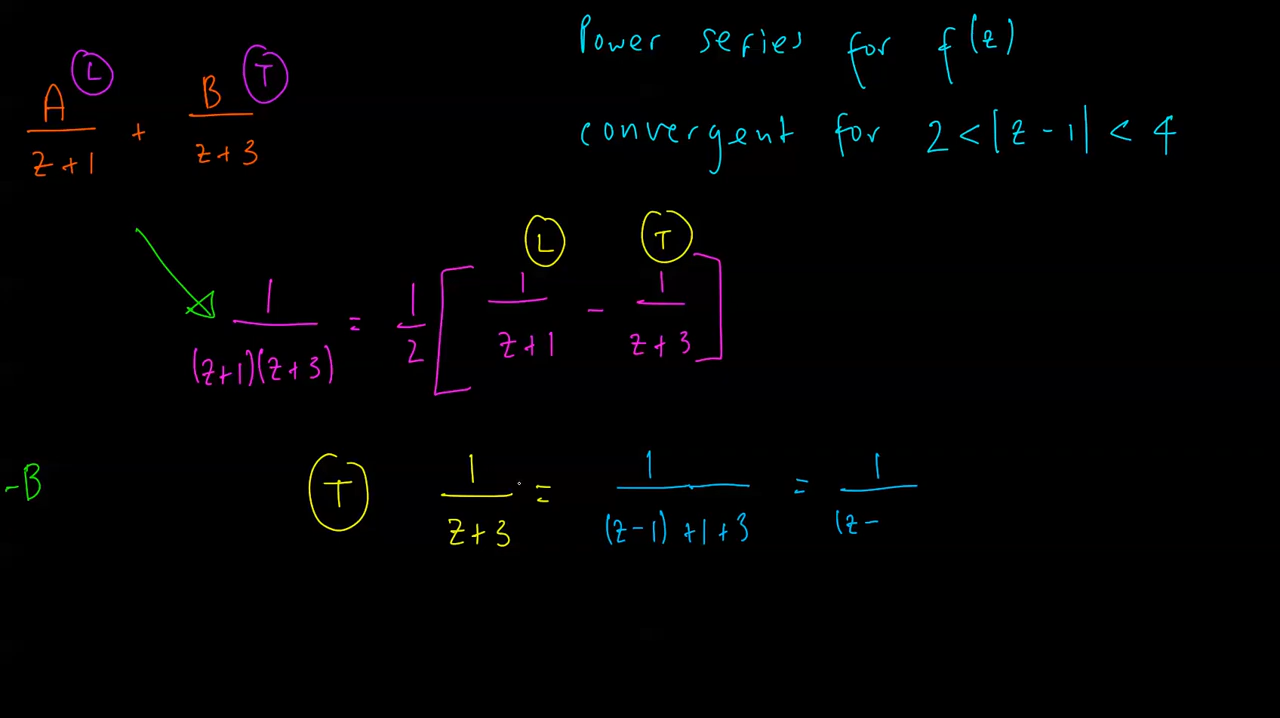 Power series for f(z)
convergent for 2 < |z - 1| < 4
A/(z+1) (L) + B/(z+3) (T)
1/((z+1)(z+3)) = 1/2 [ 1/(z+1) (L) - 1/(z+3) (T) ]
-B
(T) 1/(z+3) = 1/((z-1)+1+3) = 1/(z-